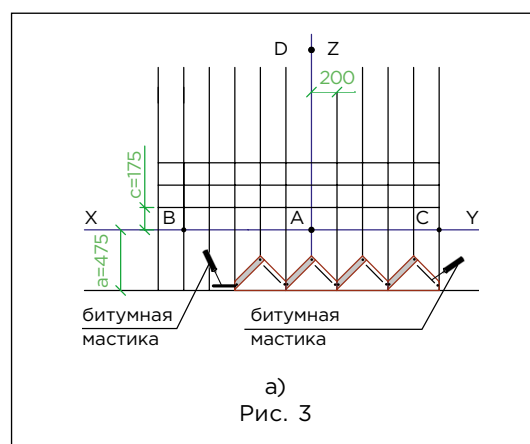 D Z
200
c=175
X B A C Y
a=475
битумная битумная
мастика мастика
а)
Рис. 3